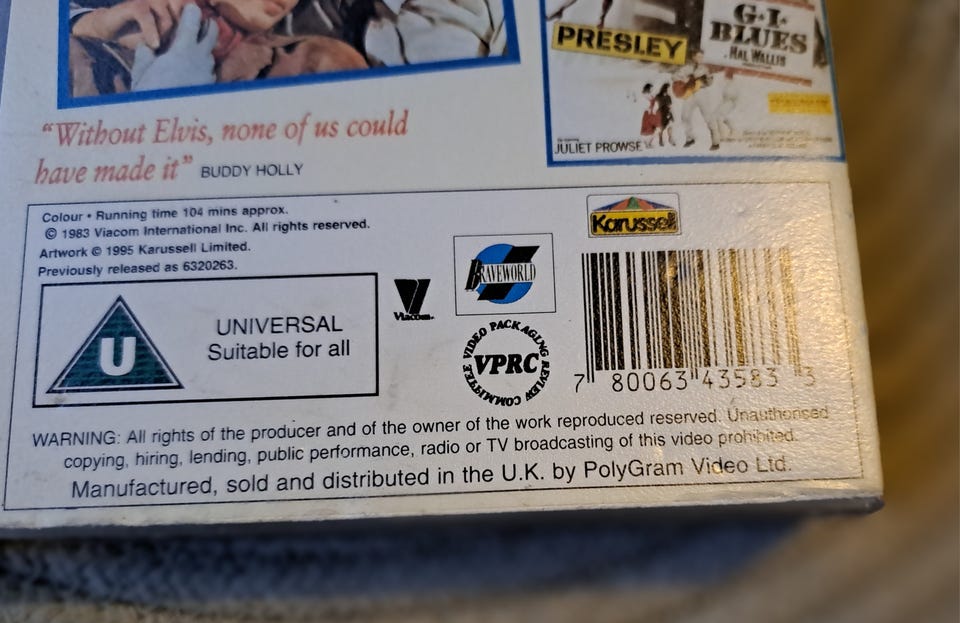 PRESLEY
G·I·
BLUES
HAL WALLIS
JULIET PROWSE
“Without Elvis, none of us could
have made it” BUDDY HOLLY
Colour • Running time 104 mins approx.
© 1983 Viacom International Inc. All rights reserved.
Artwork © 1995 Karussell Limited.
Previously released as 6320263.
Karussell
BRAVEWORLD
Viacom
U
UNIVERSAL
Suitable for all
VIDEO PACKAGING REVIEW COMMITTEE
VPRC
7 80063 43583 3
WARNING: All rights of the producer and of the owner of the work reproduced reserved. Unauthorised
copying, hiring, lending, public performance, radio or TV broadcasting of this video prohibited.
Manufactured, sold and distributed in the U.K. by PolyGram Video Ltd.